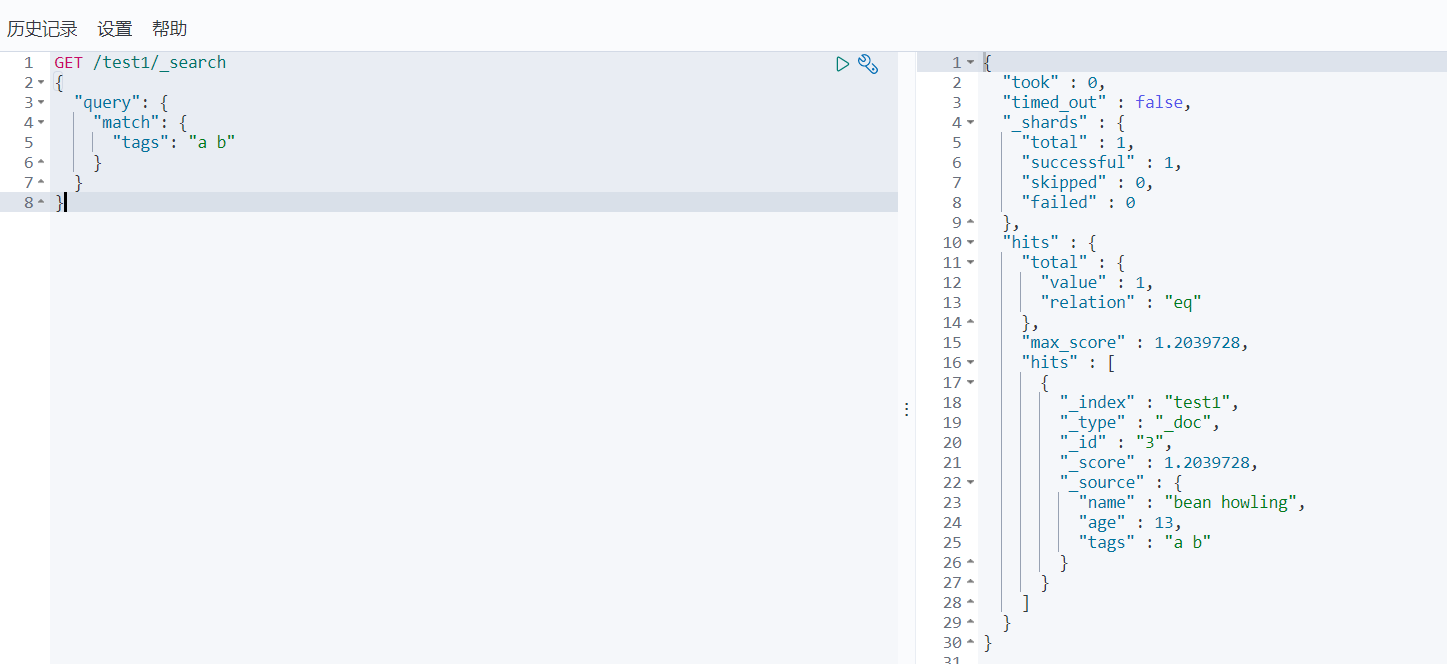 历史记录 设置 帮助
1 GET /test1/_search
2 {
3 "query": {
4 "match": {
5 "tags": "a b"
6 }
7 }
8 }
1 {
2 "took" : 0,
3 "timed_out" : false,
4 "_shards" : {
5 "total" : 1,
6 "successful" : 1,
7 "skipped" : 0,
8 "failed" : 0
9 },
10 "hits" : {
11 "total" : {
12 "value" : 1,
13 "relation" : "eq"
14 },
15 "max_score" : 1.2039728,
16 "hits" : [
17 {
18 "_index" : "test1",
19 "_type" : "_doc",
20 "_id" : "3",
21 "_score" : 1.2039728,
22 "_source" : {
23 "name" : "bean howling",
24 "age" : 13,
25 "tags" : "a b"
26 }
27 }
28 ]
29 }
30 }
31